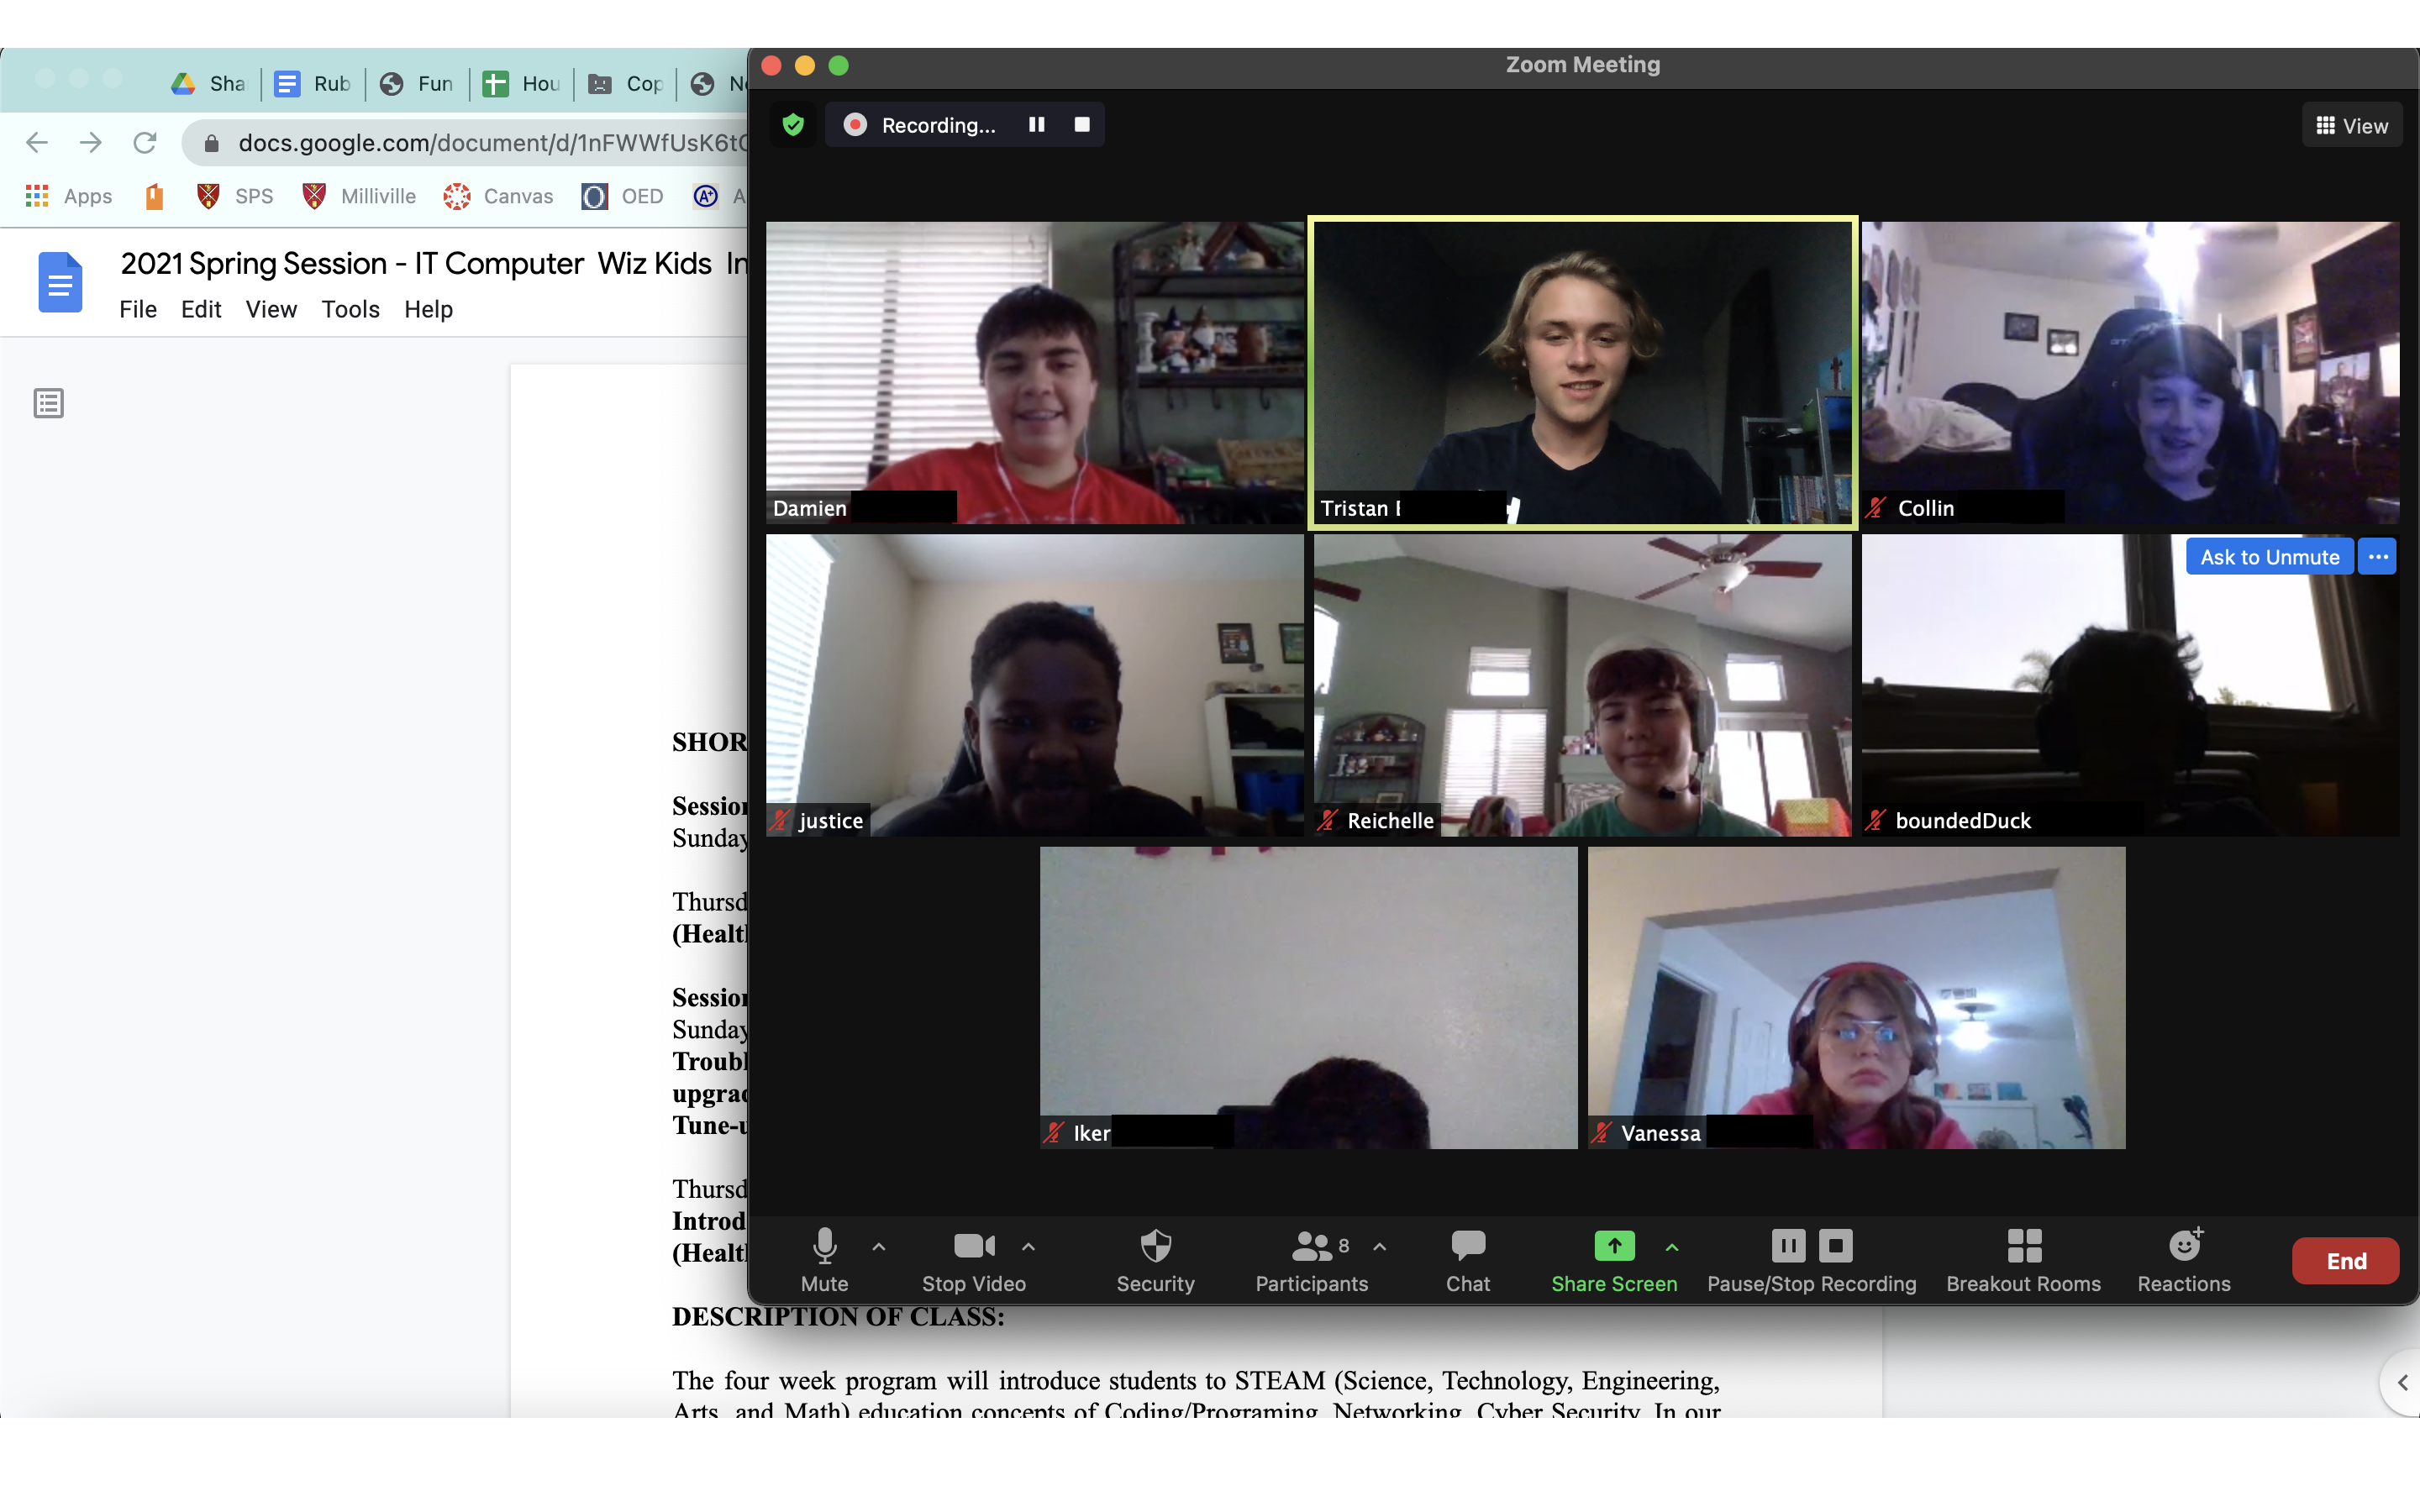 Sha
Rub
Fun
Hou
Cop
docs.google.com/document/d/1nFWWfUsK6t
Apps
SPS
Milliville
Canvas
OED
2021 Spring Session - IT Computer Wiz Kids In
File Edit View Tools Help
SHOR
Session
Sunday
Thursd
(Healt
Session
Sunday
Troubl
upgrad
Tune-u
Thursd
Introd
(Healt
DESCRIPTION OF CLASS:
The four week program will introduce students to STEAM (Science, Technology, Engineering,
Arts, and Math) education concepts of Coding/Programing, Networking, Cyber Security. In our
Zoom Meeting
Recording...
View
Damien
Tristan
Collin
justice
Reichelle
Ask to Unmute
boundedDuck
Iker
Vanessa
Mute
Stop Video
Security
8
Participants
Chat
Share Screen
Pause/Stop Recording
Breakout Rooms
Reactions
End